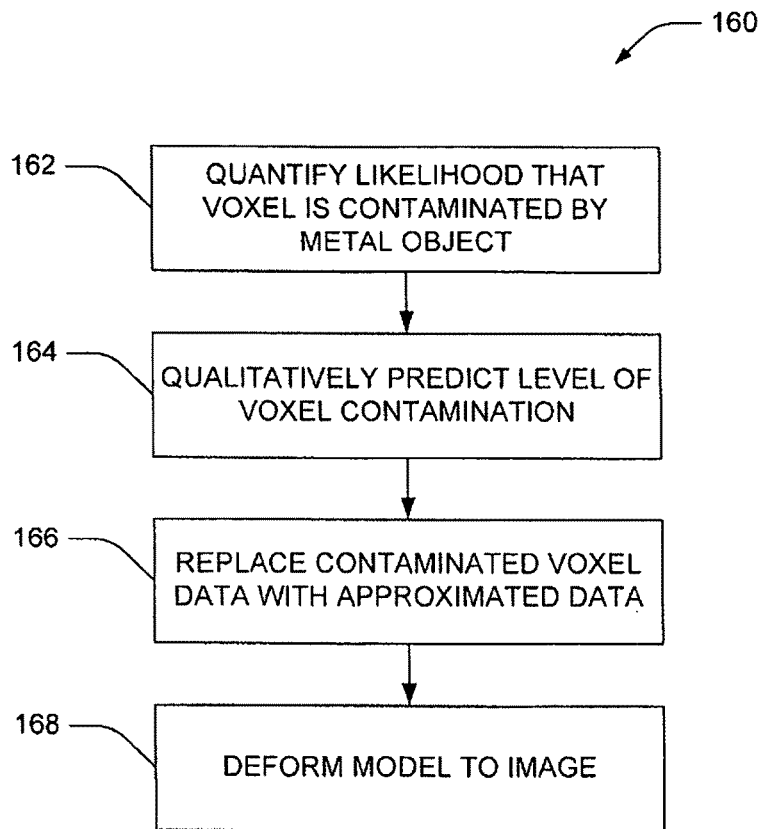 160
162
QUANTIFY LIKELIHOOD THAT
VOXEL IS CONTAMINATED BY
METAL OBJECT
164
QUALITATIVELY PREDICT LEVEL OF
VOXEL CONTAMINATION
166
REPLACE CONTAMINATED VOXEL
DATA WITH APPROXIMATED DATA
168
DEFORM MODEL TO IMAGE